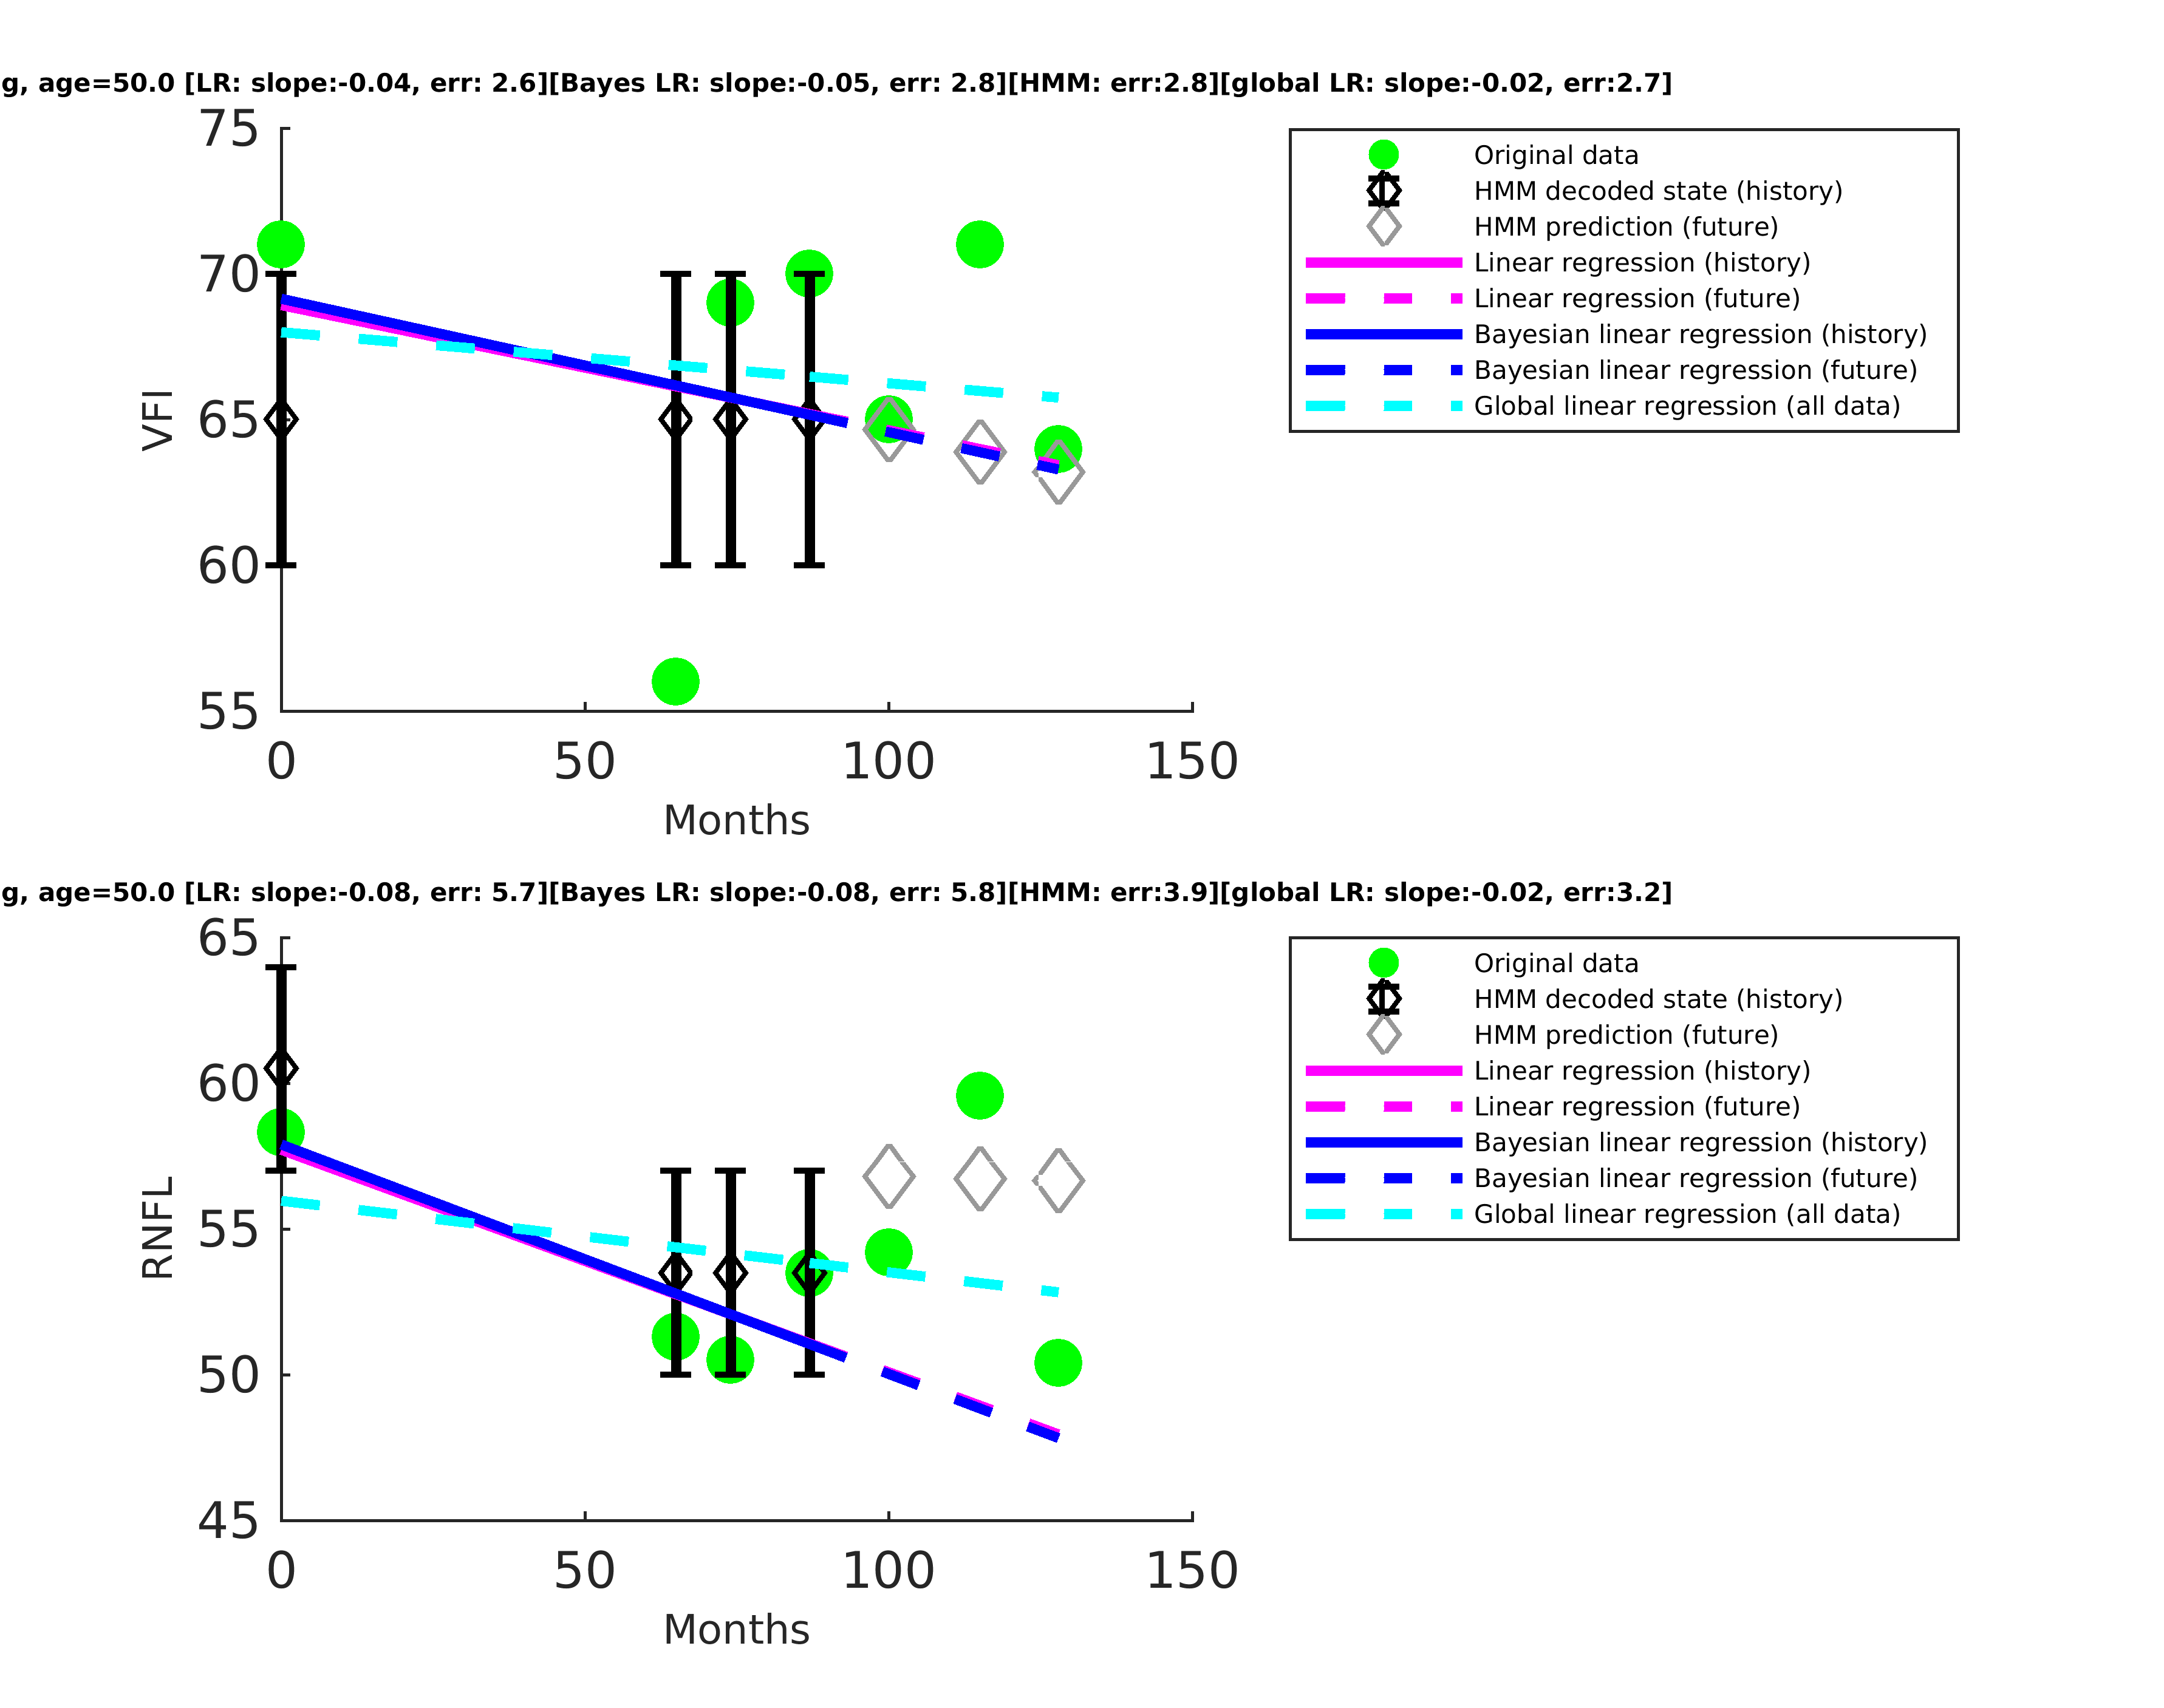 g, age=50.0 [LR: slope:-0.04, err: 2.6][Bayes LR: slope:-0.05, err: 2.8][HMM: err:2.8][global LR: slope:-0.02, err:2.7]
75
70
65
60
55
VFI
0 50 100 150
Months
Original data
HMM decoded state (history)
HMM prediction (future)
Linear regression (history)
Linear regression (future)
Bayesian linear regression (history)
Bayesian linear regression (future)
Global linear regression (all data)
g, age=50.0 [LR: slope:-0.08, err: 5.7][Bayes LR: slope:-0.08, err: 5.8][HMM: err:3.9][global LR: slope:-0.02, err:3.2]
65
60
55
50
45
RNFL
0 50 100 150
Months
Original data
HMM decoded state (history)
HMM prediction (future)
Linear regression (history)
Linear regression (future)
Bayesian linear regression (history)
Bayesian linear regression (future)
Global linear regression (all data)